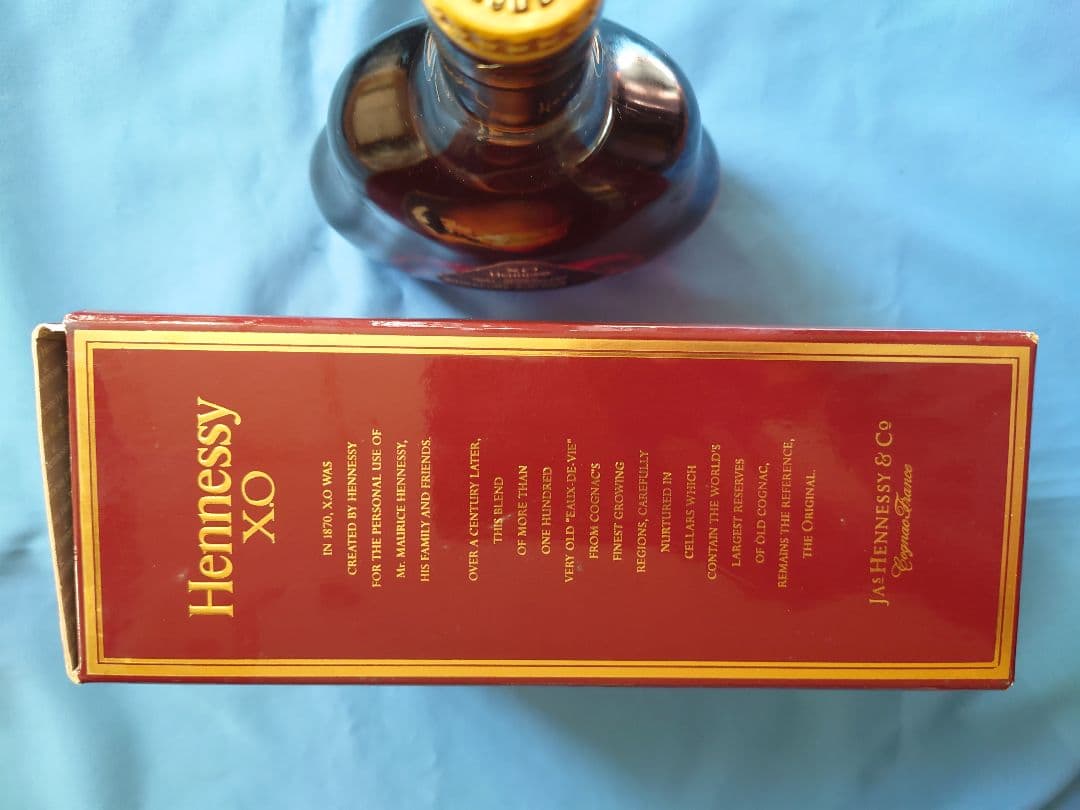 Hennessy
X.O
IN 1870, X.O WAS
CREATED BY HENNESSY
FOR THE PERSONAL USE OF
Mr. MAURICE HENNESSY,
HIS FAMILY AND FRIENDS.
OVER A CENTURY LATER,
THIS BLEND
OF MORE THAN
ONE HUNDRED
VERY OLD "EAUX-DE-VIE"
FROM COGNAC'S
FINEST GROWING
REGIONS, CAREFULLY
NURTURED IN
CELLARS WHICH
CONTAIN THE WORLD'S
LARGEST RESERVES
OF OLD COGNAC,
REMAINS THE REFERENCE,
THE ORIGINAL.
JAS HENNESSY & Co
Cognac-France
X.O